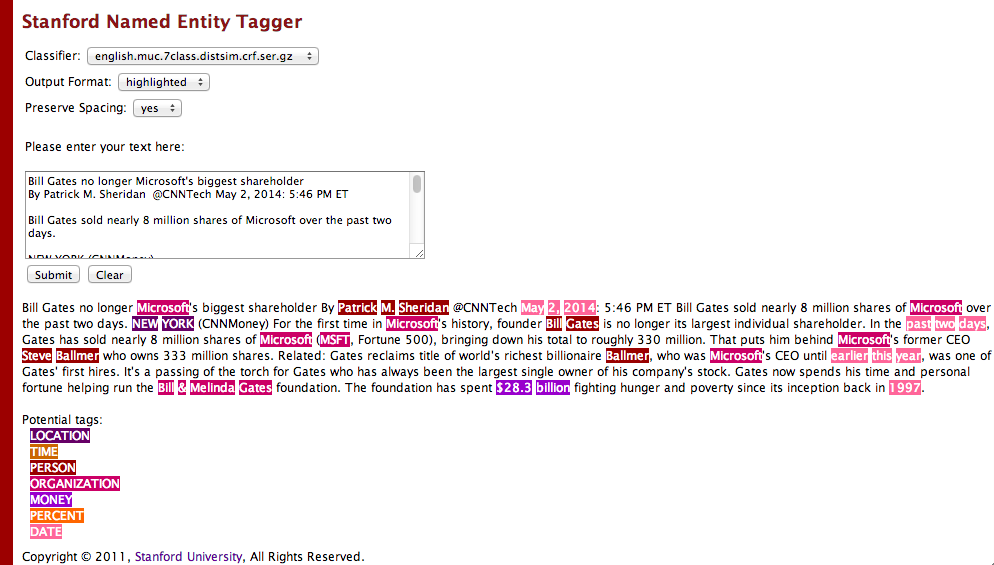 Stanford Named Entity Tagger
Classifier: english.muc.7class.distsim.crf.ser.gz
Output Format: highlighted
Preserve Spacing: yes
Please enter your text here:
Bill Gates no longer Microsoft's biggest shareholder
By Patrick M. Sheridan @CNNTech May 2, 2014: 5:46 PM ET
Bill Gates sold nearly 8 million shares of Microsoft over the past two
days.
NEW YORK (CNNMoney)
Submit Clear
Bill Gates no longer Microsoft's biggest shareholder By Patrick M. Sheridan @CNNTech May 2, 2014: 5:46 PM ET Bill Gates sold nearly 8 million shares of Microsoft over
the past two days. NEW YORK (CNNMoney) For the first time in Microsoft's history, founder Bill Gates is no longer its largest individual shareholder. In the past two days,
Gates has sold nearly 8 million shares of Microsoft (MSFT, Fortune 500), bringing down his total to roughly 330 million. That puts him behind Microsoft's former CEO
Steve Ballmer who owns 333 million shares. Related: Gates reclaims title of world's richest billionaire Ballmer, who was Microsoft's CEO until earlier this year, was one of
Gates' first hires. It's a passing of the torch for Gates who has always been the largest single owner of his company's stock. Gates now spends his time and personal
fortune helping run the Bill & Melinda Gates foundation. The foundation has spent $28.3 billion fighting hunger and poverty since its inception back in 1997.
Potential tags:
LOCATION
TIME
PERSON
ORGANIZATION
MONEY
PERCENT
DATE
Copyright © 2011, Stanford University, All Rights Reserved.